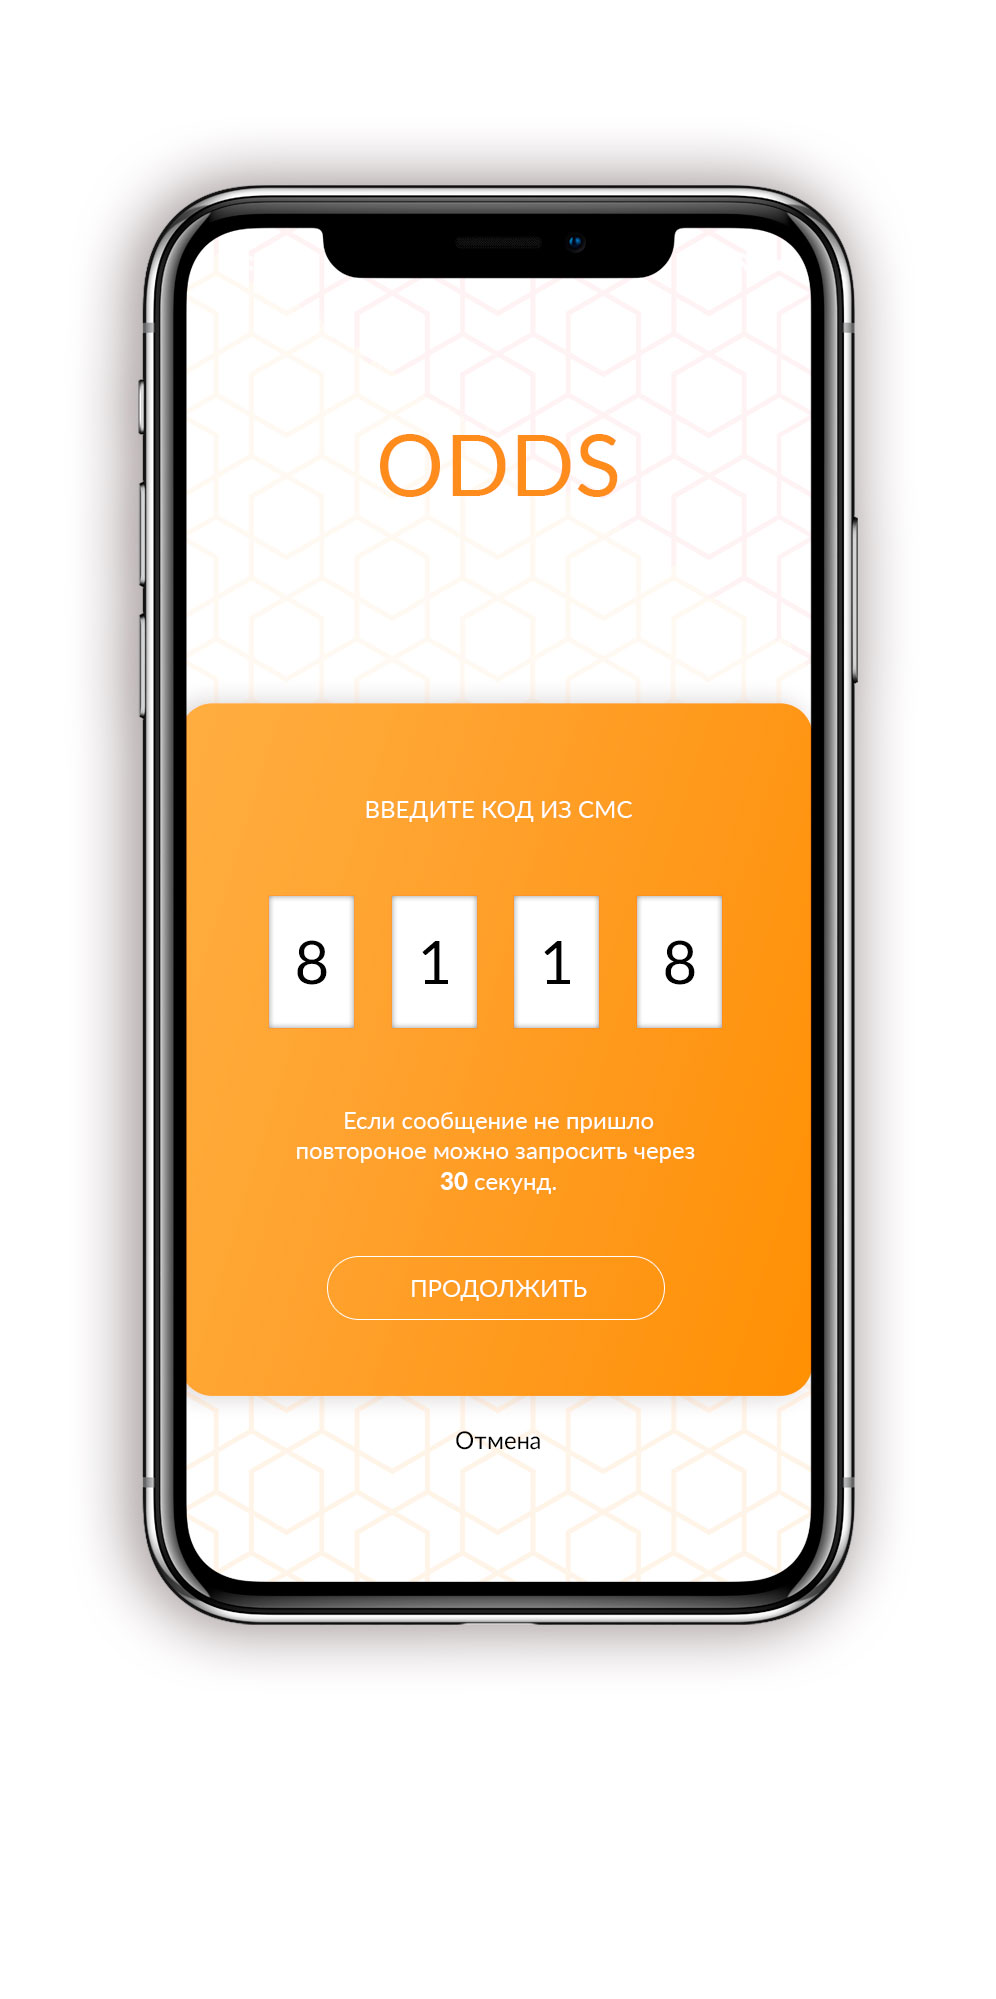 ODDS
ВВЕДИТЕ КОД ИЗ СМС
8 1 1 8
Если сообщение не пришло
повтороное можно запросить через
30 секунд.
ПРОДОЛЖИТЬ
Отмена